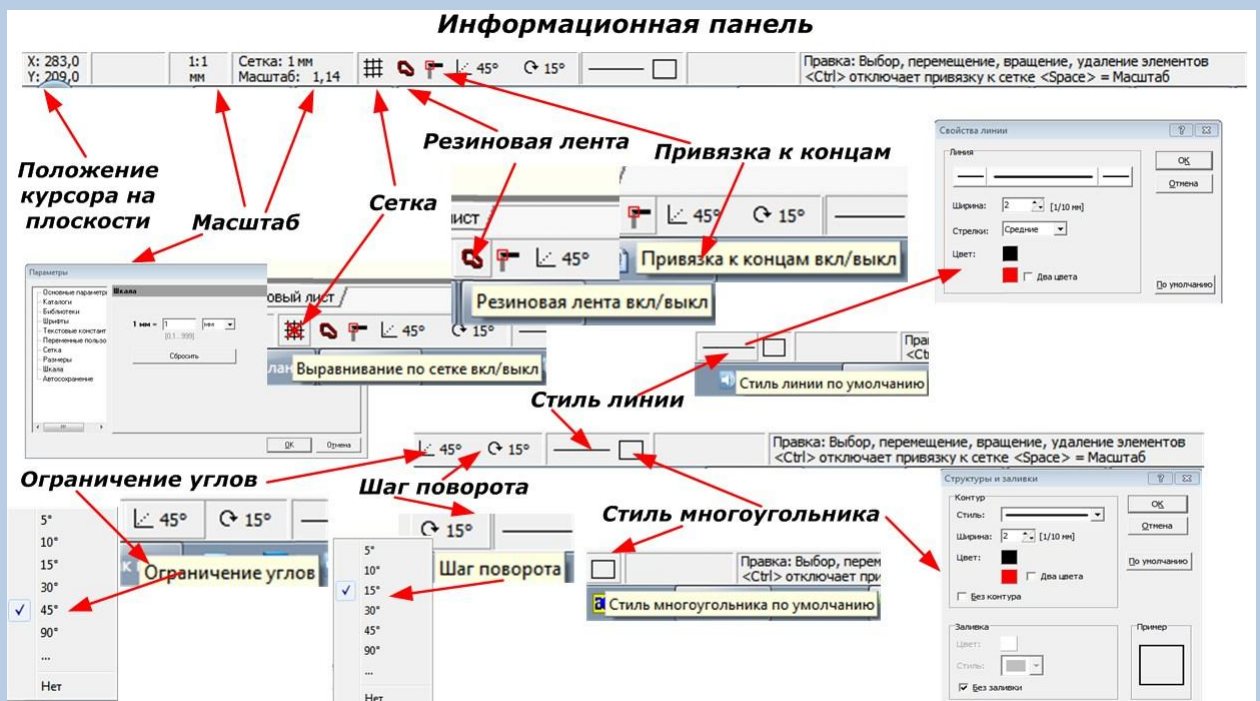 Информационная панель
X: 283,0
Y: 209,0
1:1
мм
Сетка: 1 мм
Масштаб: 1,14
45°
15°
Правка: Выбор, перемещение, вращение, удаление элементов
<Ctrl> отключает привязку к сетке <Space> = Масштаб
Положение
курсора на
плоскости
Масштаб
Сетка
Резиновая лента
Привязка к концам
лист
45°
Резиновая лента вкл/выкл
45°
15°
Привязка к концам вкл/выкл
Свойства линии
Линия
OK
Отмена
Ширина:
2
[1/10 мм]
Стрелки:
Средние
Цвет:
Два цвета
По умолчанию
Параметры
Основные параметры
Каталоги
Библиотеки
Шрифты
Текстовые констант
Переменные пользо
Сетка
Размеры
Шкала
Автосохранение
Шкала
1 мм =
1
мм
[0.1...999]
Сбросить
OK
Отмена
овый лист
45°
15°
лан
Выравнивание по сетке вкл/выкл
Прав
<Ct
Стиль линии по умолчанию
Стиль линии
45°
15°
Правка: Выбор, перемещение, вращение, удаление элементов
<Ctrl> отключает привязку к сетке <Space> = Масштаб
Ограничение углов
5°
10°
15°
30°
45°
90°
...
Нет
45°
15°
Ограничение углов
Шаг поворота
15°
5°
10°
15°
30°
45°
90°
...
Нет
Шаг поворота
Стиль многоугольника
Правка: Выбор, перем
<Ctrl> отключает при
Стиль многоугольника по умолчанию
Структуры и заливки
Контур
Стиль:
Ширина:
2
[1/10 мм]
Цвет:
Два цвета
Без контура
OK
Отмена
По умолчанию
Заливка
Цвет:
Стиль:
Без заливки
Пример